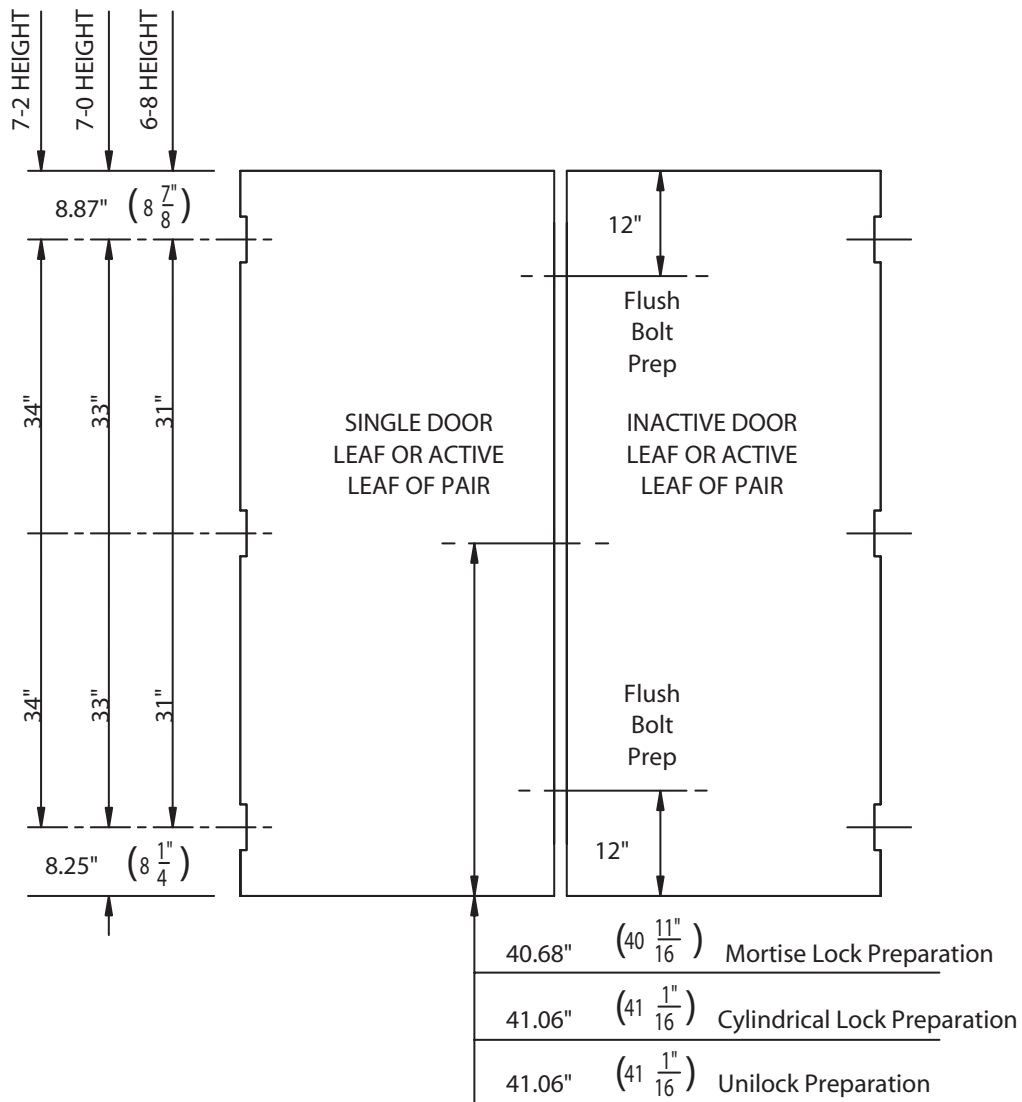 7-2 HEIGHT
7-0 HEIGHT
6-8 HEIGHT
8.87" (8 7/8")
12"
Flush
Bolt
Prep
34"
33"
31"
SINGLE DOOR
LEAF OR ACTIVE
LEAF OF PAIR
INACTIVE DOOR
LEAF OR ACTIVE
LEAF OF PAIR
34"
33"
31"
Flush
Bolt
Prep
8.25" (8 1/4")
12"
40.68" (40 11/16") Mortise Lock Preparation
41.06" (41 1/16") Cylindrical Lock Preparation
41.06" (41 1/16") Unilock Preparation